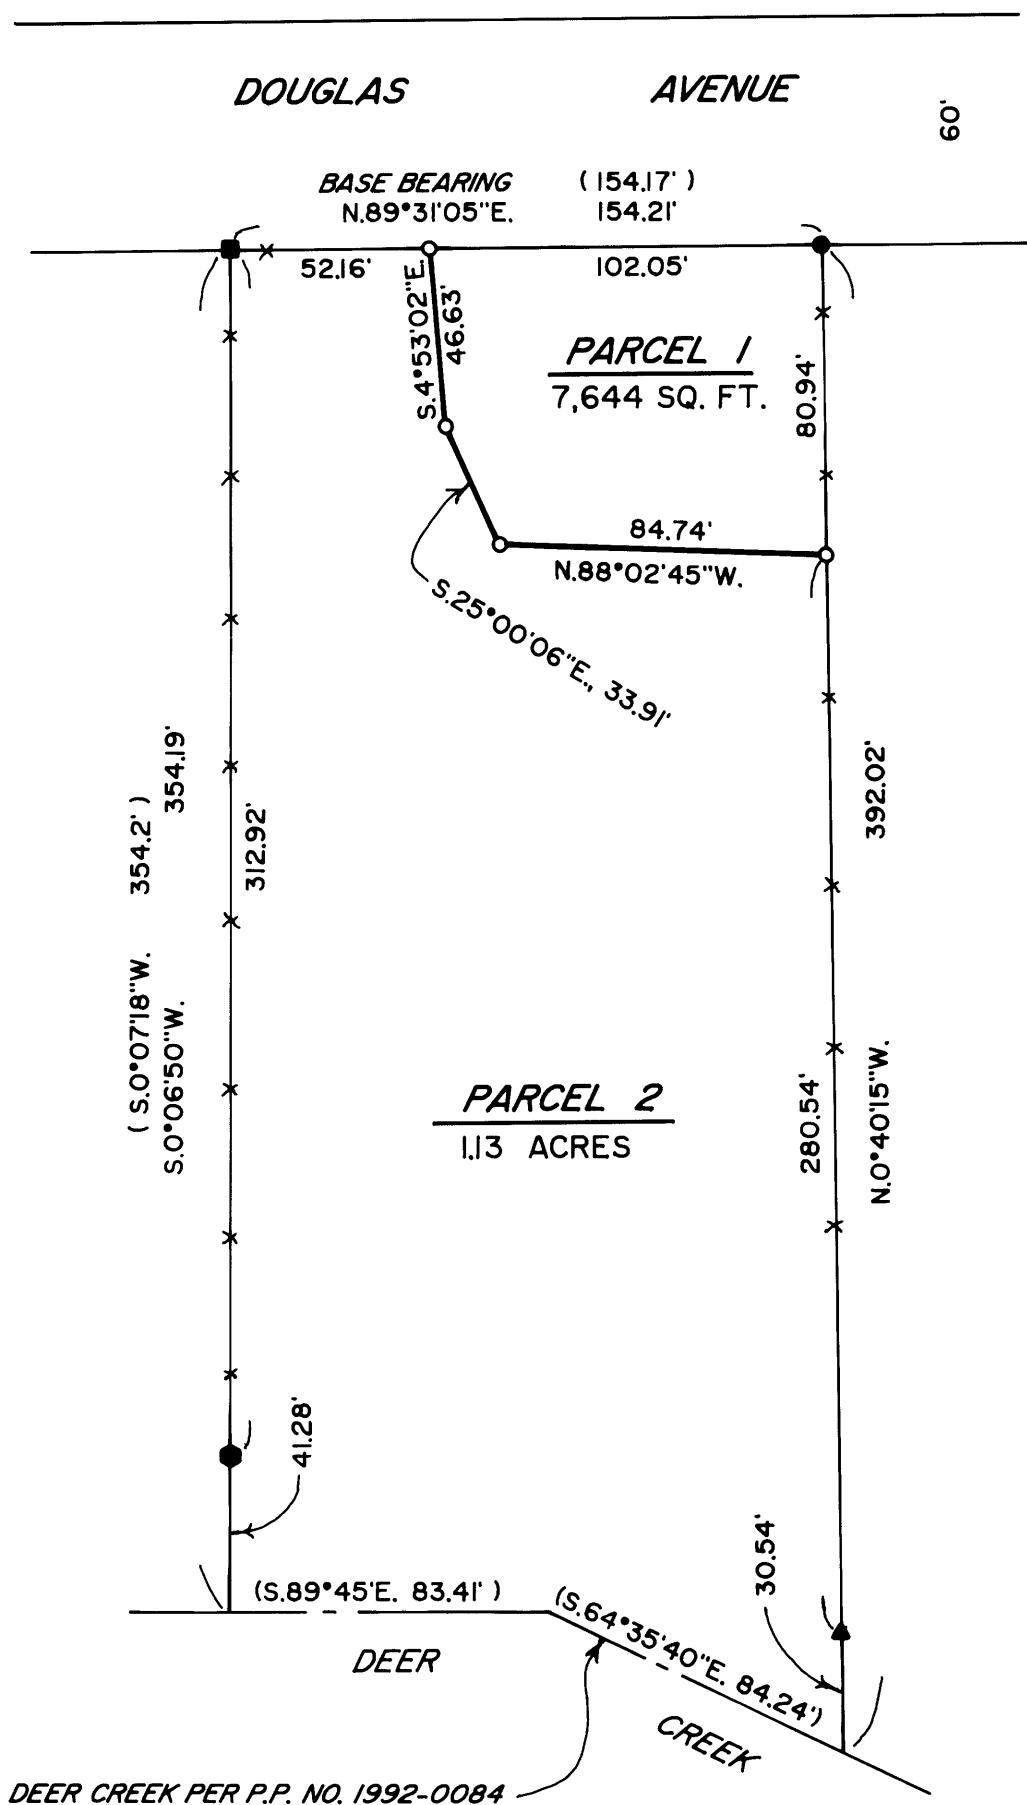 DOUGLAS AVENUE
60'
BASE BEARING (154.17')
N.89°31'05"E. 154.21'
52.16' 102.05'
S.4°53'02"E.
46.63'
PARCEL 1
7,644 SQ. FT.
80.94'
84.74'
N.88°02'45"W.
S.25°00'06"E., 33.91'
(S.0°07'18"W. 354.2')
S.0°06'50"W. 354.19'
312.92'
392.02'
N.0°40'15"W.
280.54'
PARCEL 2
1.13 ACRES
41.28'
30.54'
(S.89°45'E. 83.41')
(S.64°35'40"E. 84.24')
DEER
CREEK
DEER CREEK PER P.P. NO. 1992-0084